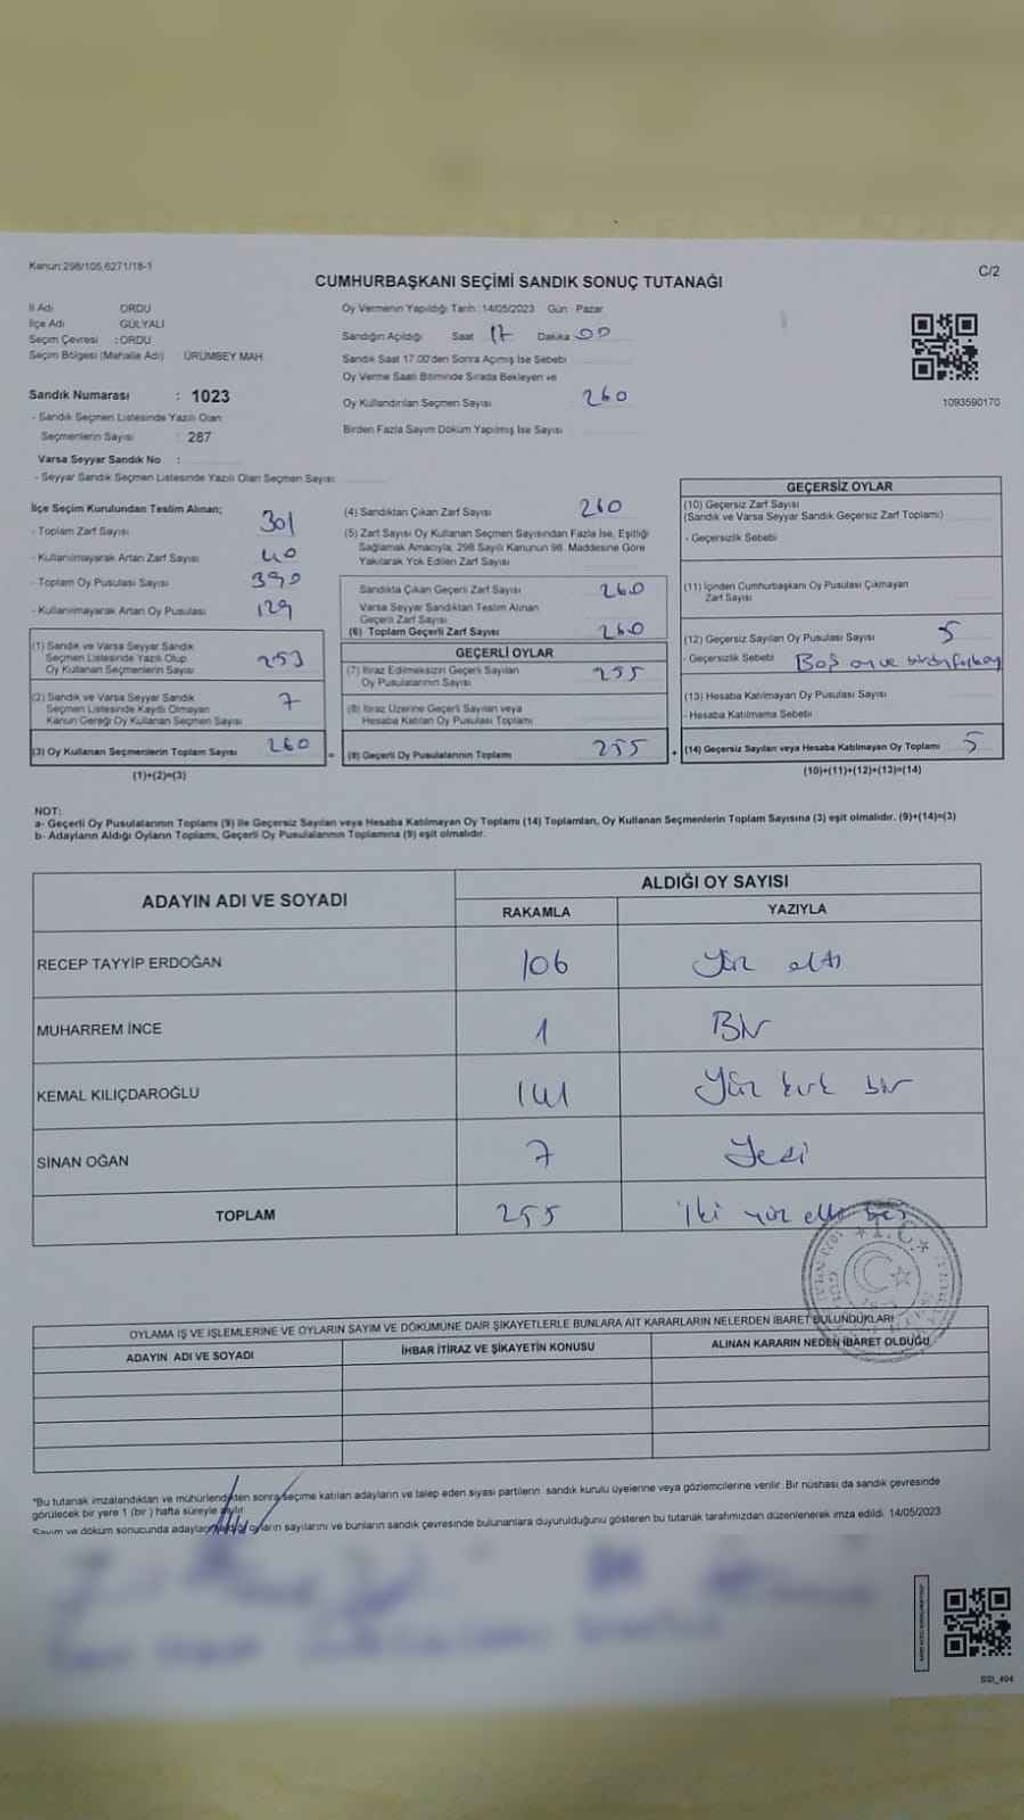 Kanun:298/105,6271/18-1
C/2
CUMHURBAŞKANI SEÇİMİ SANDIK SONUÇ TUTANAĞI
İl Adı ORDU
İlçe Adı GÜLYALI
Seçim Çevresi : ORDU
Seçim Bölgesi (Mahalle Adı) ÜRÜMBEY MAH.
Sandık Numarası : 1023
- Sandık Seçmen Listesinde Yazılı Olan
Seçmenlerin Sayısı : 287
Varsa Seyyar Sandık No :
- Seyyar Sandık Seçmen Listesinde Yazılı Olan Seçmen Sayısı:
Oy Vermenin Yapıldığı Tarih: 14/05/2023 Gün: Pazar
Sandığın Açıldığı Saat 17 Dakika 00
Sandık Saat 17.00'den Sonra Açımış İse Sebebi
Oy Verme Saati Bitiminde Sırada Bekleyen ve
Oy Kullandırılan Seçmen Sayısı 260
Birden Fazla Sayım Döküm Yapılmış İse Sayısı
1093590170
İlçe Seçim Kurulundan Teslim Alınan;
- Toplam Zarf Sayısı 301
- Kullanılmayarak Artan Zarf Sayısı 40
- Toplam Oy Pusulası Sayısı 390
- Kullanılmayarak Artan Oy Pusulası 129
(1) Sandık ve Varsa Seyyar Sandık
Seçmen Listesinde Yazılı Olup
Oy Kullanan Seçmenlerin Sayısı 253
(2) Sandık ve Varsa Seyyar Sandık
Seçmen Listesinde Kayıtlı Olmayan
Kanun Gereği Oy Kullanan Seçmen Sayısı 7
(3) Oy Kullanan Seçmenlerin Toplam Sayısı 260
(1)+(2)=(3)
(4) Sandıktan Çıkan Zarf Sayısı 260
(5) Zarf Sayısı Oy Kullanan Seçmen Sayısından Fazla İse, Eşitliği
Sağlamak Amacıyla, 298 Sayılı Kanunun 98. Maddesine Göre
Yakılarak Yok Edilen Zarf Sayısı
Sandıkta Çıkan Geçerli Zarf Sayısı 260
Varsa Seyyar Sandıktan Teslim Alınan
Geçerli Zarf Sayısı
(6) Toplam Geçerli Zarf Sayısı 260
GEÇERLİ OYLAR
(7) İtiraz Edilmeksizin Geçerli Sayılan
Oy Pusulalarının Sayısı 255
(8) İtiraz Üzerine Geçerli Sayılan veya
Hesaba Katılan Oy Pusulası Toplamı
(9) Geçerli Oy Pusulalarının Toplamı 255
GEÇERSİZ OYLAR
(10) Geçersiz Zarf Sayısı
(Sandık ve Varsa Seyyar Sandık Geçersiz Zarf Toplamı)
- Geçersizlik Sebebi
(11) İçinden Cumhurbaşkanı Oy Pusulası Çıkmayan
Zarf Sayısı
(12) Geçersiz Sayılan Oy Pusulası Sayısı 5
- Geçersizlik Sebebi Boş oy ve birden fazla oy
(13) Hesaba Katılmayan Oy Pusulası Sayısı
- Hesaba Katılmama Sebebi
(14) Geçersiz Sayılan veya Hesaba Katılmayan Oy Toplamı 5
(10)+(11)+(12)+(13)=(14)
NOT:
a- Geçerli Oy Pusulalarının Toplamı (9) ile Geçersiz Sayılan veya Hesaba Katılmayan Oy Toplamı (14) Toplamları, Oy Kullanan Seçmenlerin Toplam Sayısına (3) eşit olmalıdır. (9)+(14)=(3)
b- Adayların Aldığı Oyların Toplamı, Geçerli Oy Pusulalarının Toplamına (9) eşit olmalıdır.
ADAYIN ADI VE SOYADI ALDIĞI OY SAYISI
RAKAMLA YAZIYLA
RECEP TAYYİP ERDOĞAN 106 Yüz altı
MUHARREM İNCE 1 Bir
KEMAL KILIÇDAROĞLU 141 Yüz kırk bir
SİNAN OĞAN 7 Yedi
TOPLAM 255 İki yüz elli beş
T.C.
OYLAMA İŞ VE İŞLEMLERİNE VE OYLARIN SAYIM VE DÖKÜMÜNE DAİR ŞİKAYETLERLE BUNLARA AİT KARARLARIN NELERDEN İBARET BULUNDUKLARI
ADAYIN ADI VE SOYADI İHBAR İTİRAZ VE ŞİKAYETİN KONUSU ALINAN KARARIN NEDEN İBARET OLDUĞU
"Bu tutanak imzalandıktan ve mühürlendikten sonra seçime katılan adayların ve talep eden siyasi partilerin sandık kurulu üyelerine veya gözlemcilerine verilir. Bir nüshası da sandık çevresinde
görülecek bir yere 1 (bir) hafta süreyle asılır.
Sayım ve döküm sonucunda adayların aldığı oyların sayılarını ve bunların sandık çevresinde bulunanlara duyurulduğunu gösteren bu tutanak tarafımızdan düzenlenerek imza edildi. 14/05/2023